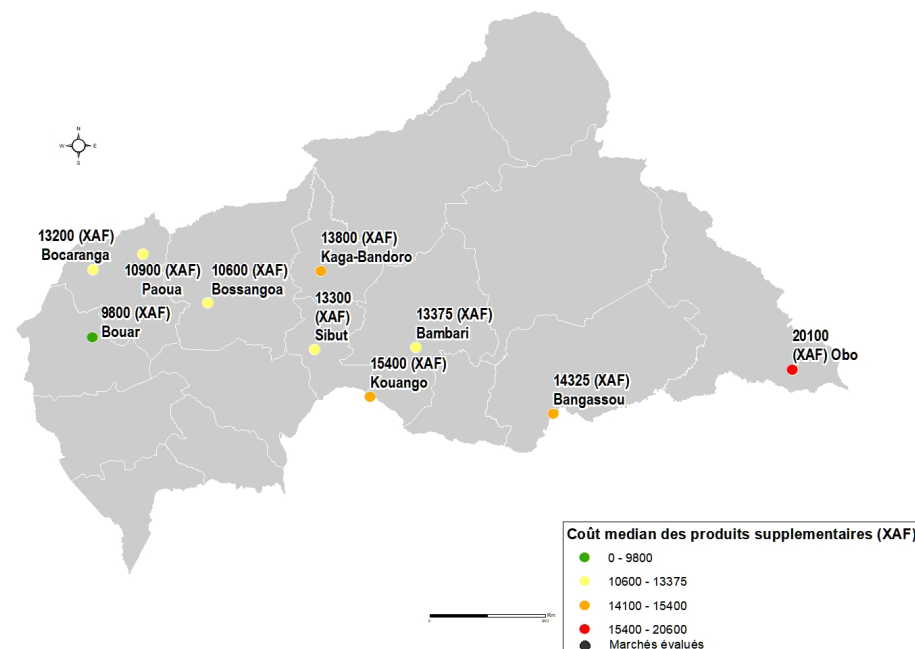 N
W E
S
13200 (XAF)
Bocaranga
10900 (XAF)
Paoua
10600 (XAF)
Bossangoa
13800 (XAF)
Kaga-Bandoro
9800 (XAF)
Bouar
13300
(XAF)
Sibut
13375 (XAF)
Bambari
15400 (XAF)
Kouango
14325 (XAF)
Bangassou
20100
(XAF) Obo
Coût median des produits supplementaires (XAF)
0 - 9800
10600 - 13375
14100 - 15400
15400 - 20600
Marchés évalués
Km
0